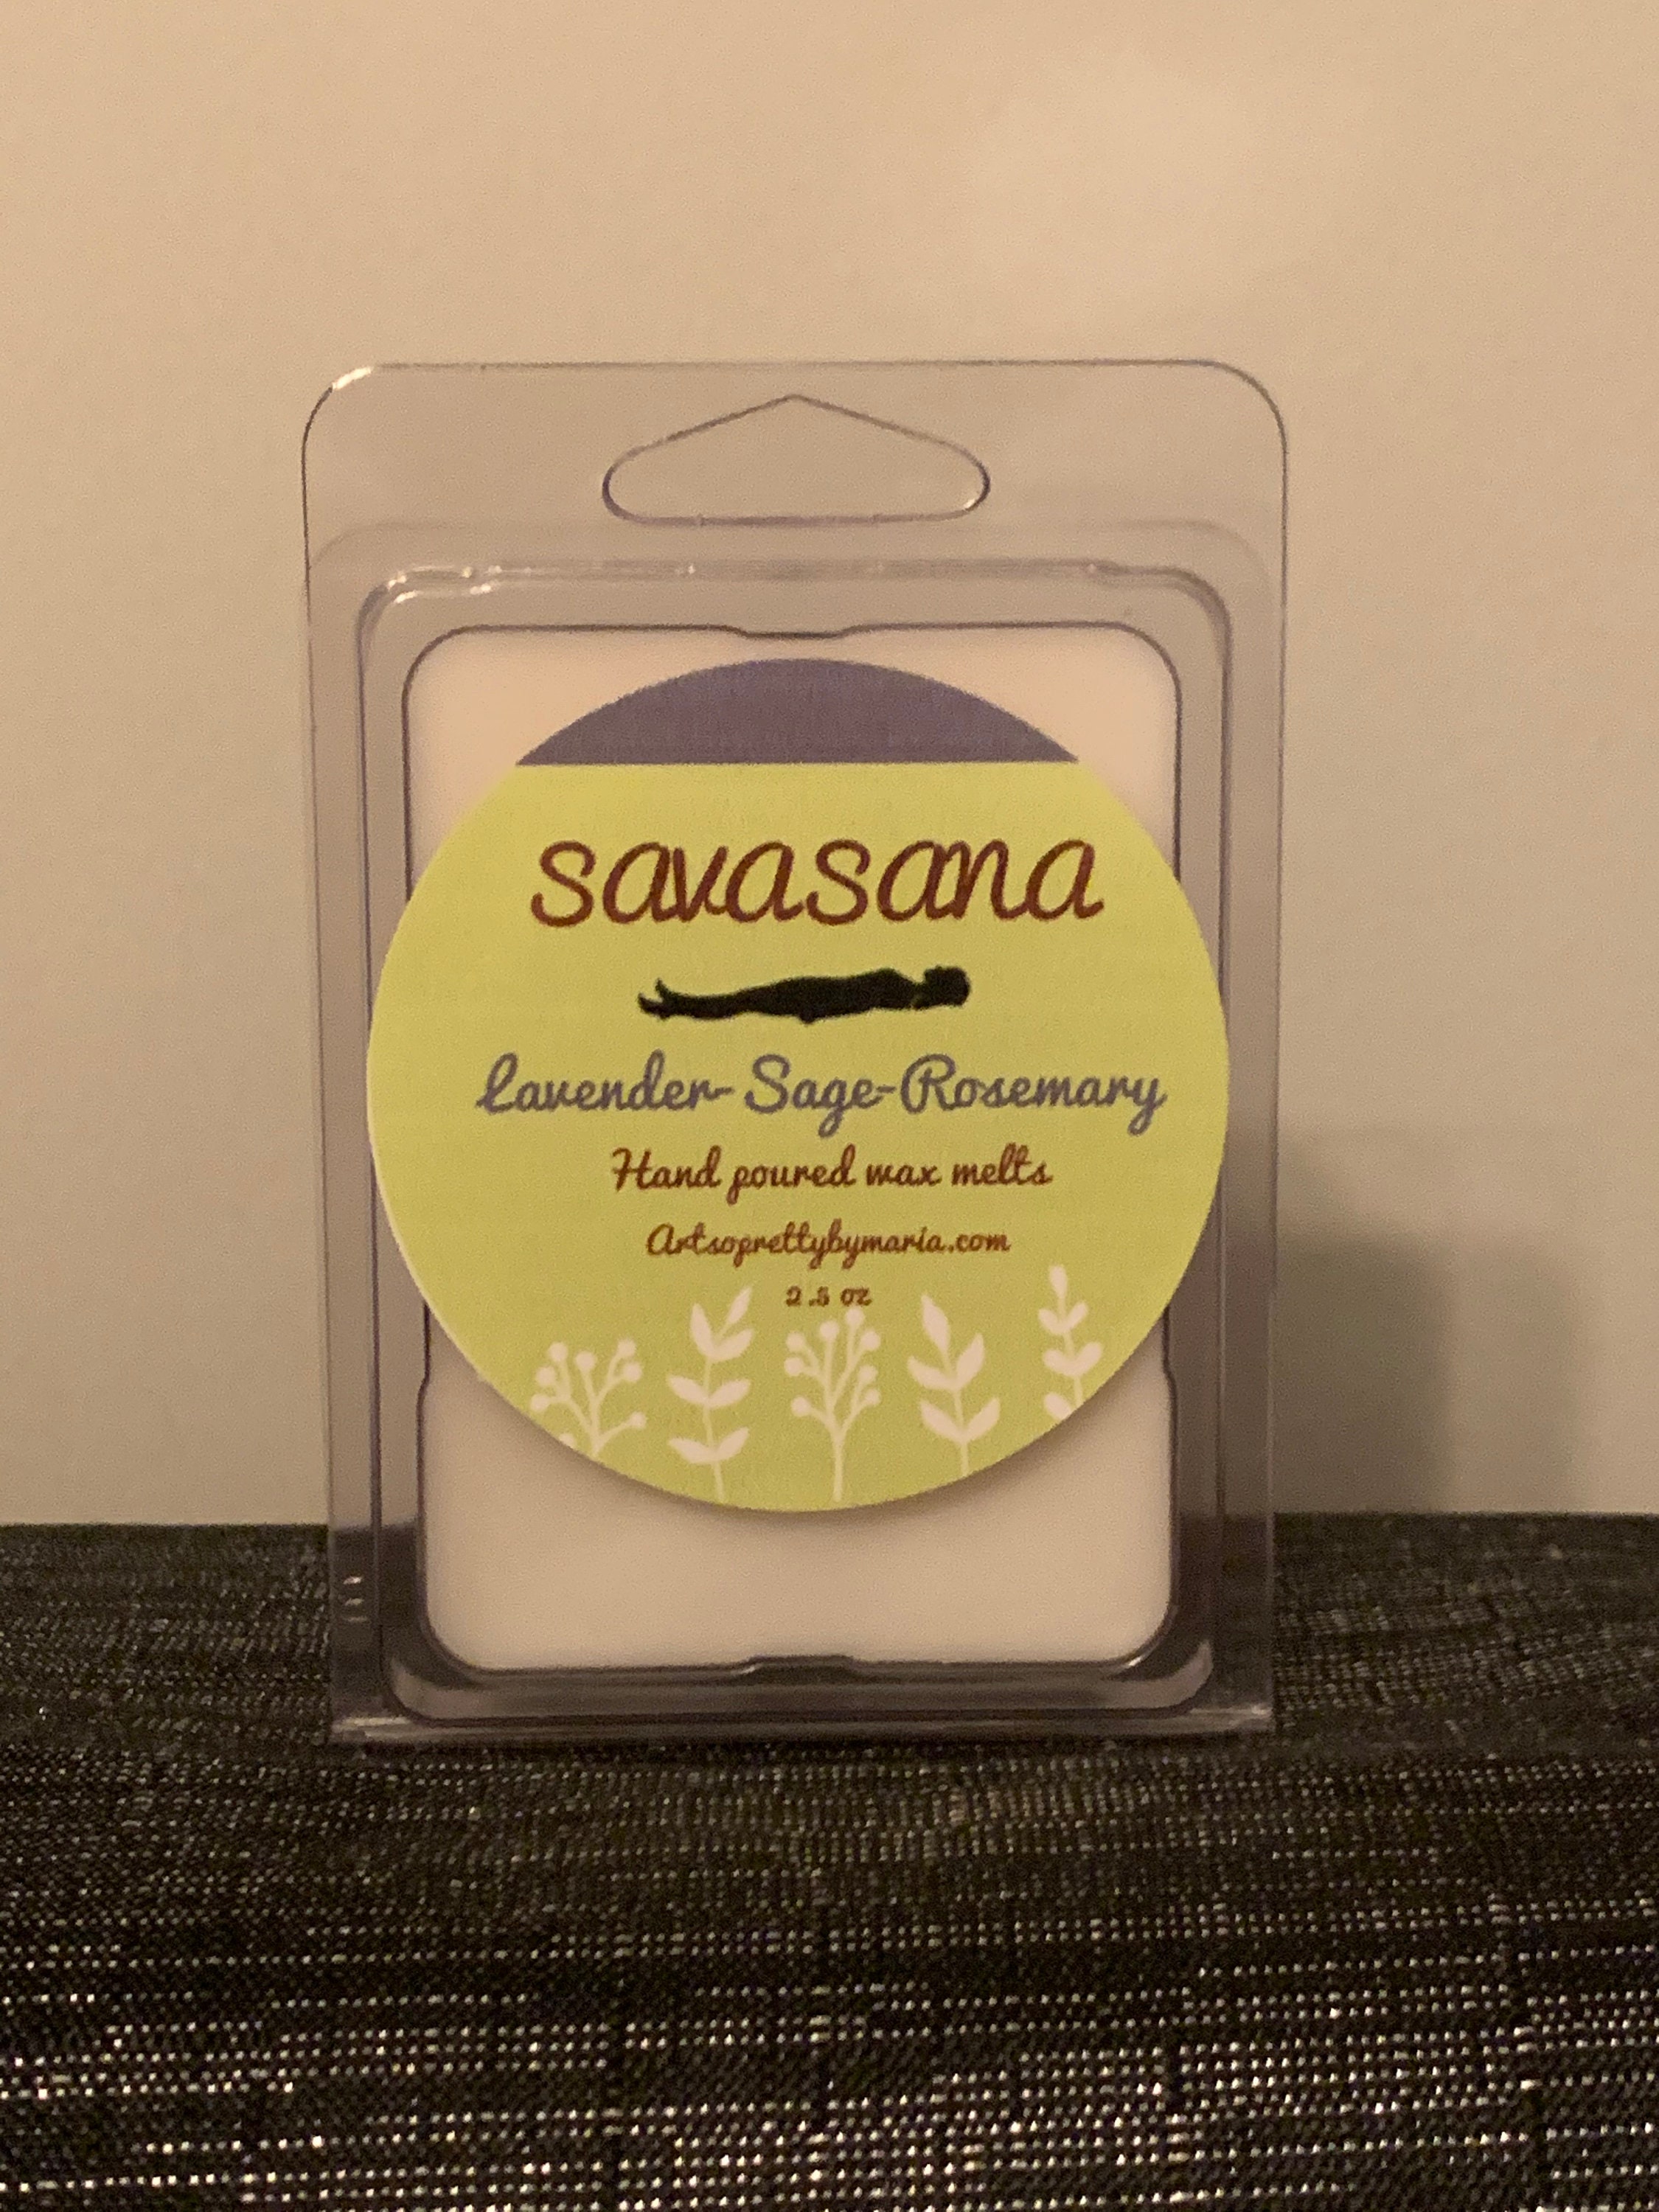 savasana
Lavender-Sage-Rosemary
Hand poured wax melts
Artsoprettybymaria.com
2.5 oz